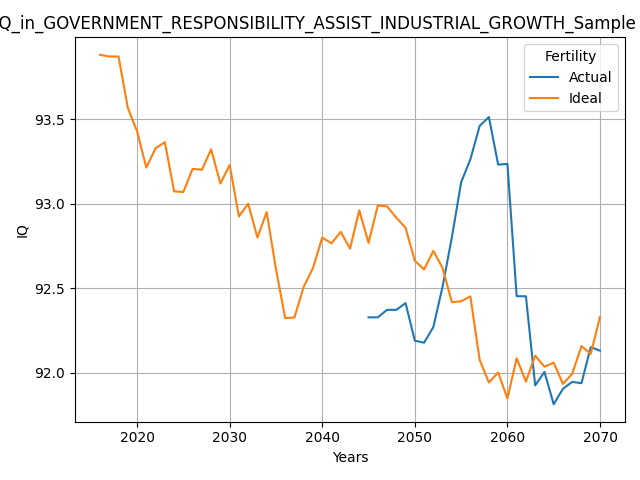 Q_in_GOVERNMENT_RESPONSIBILITY_ASSIST_INDUSTRIAL_GROWTH_Sample
Fertility
Actual
Ideal
93.5
93.0
92.5
92.0
IQ
2020 2030 2040 2050 2060 2070
Years